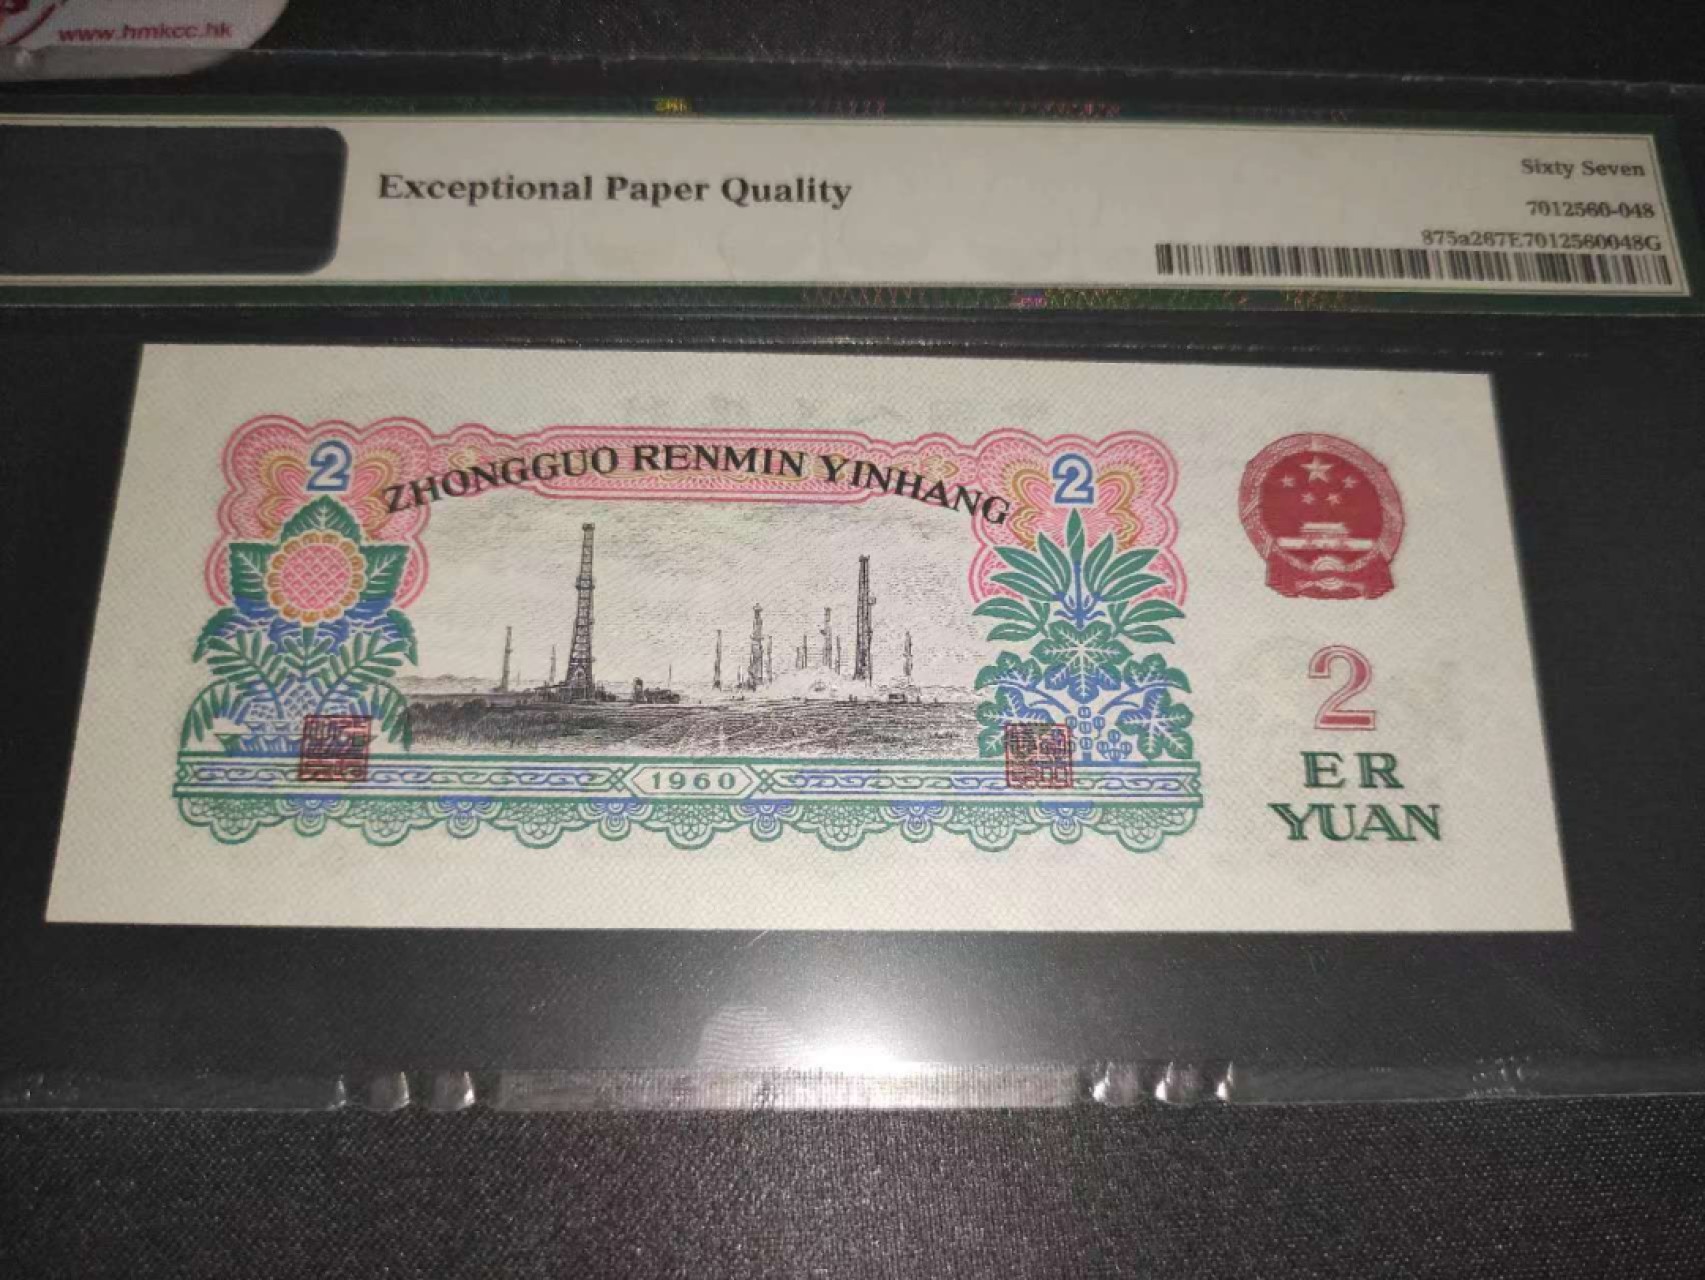 www.hmkcc.hk
Exceptional Paper Quality
Sixty Seven
7012560-048
875a267E7012560048G
2
ZHONGGUO RENMIN YINHANG
2
1960
2
ER
YUAN